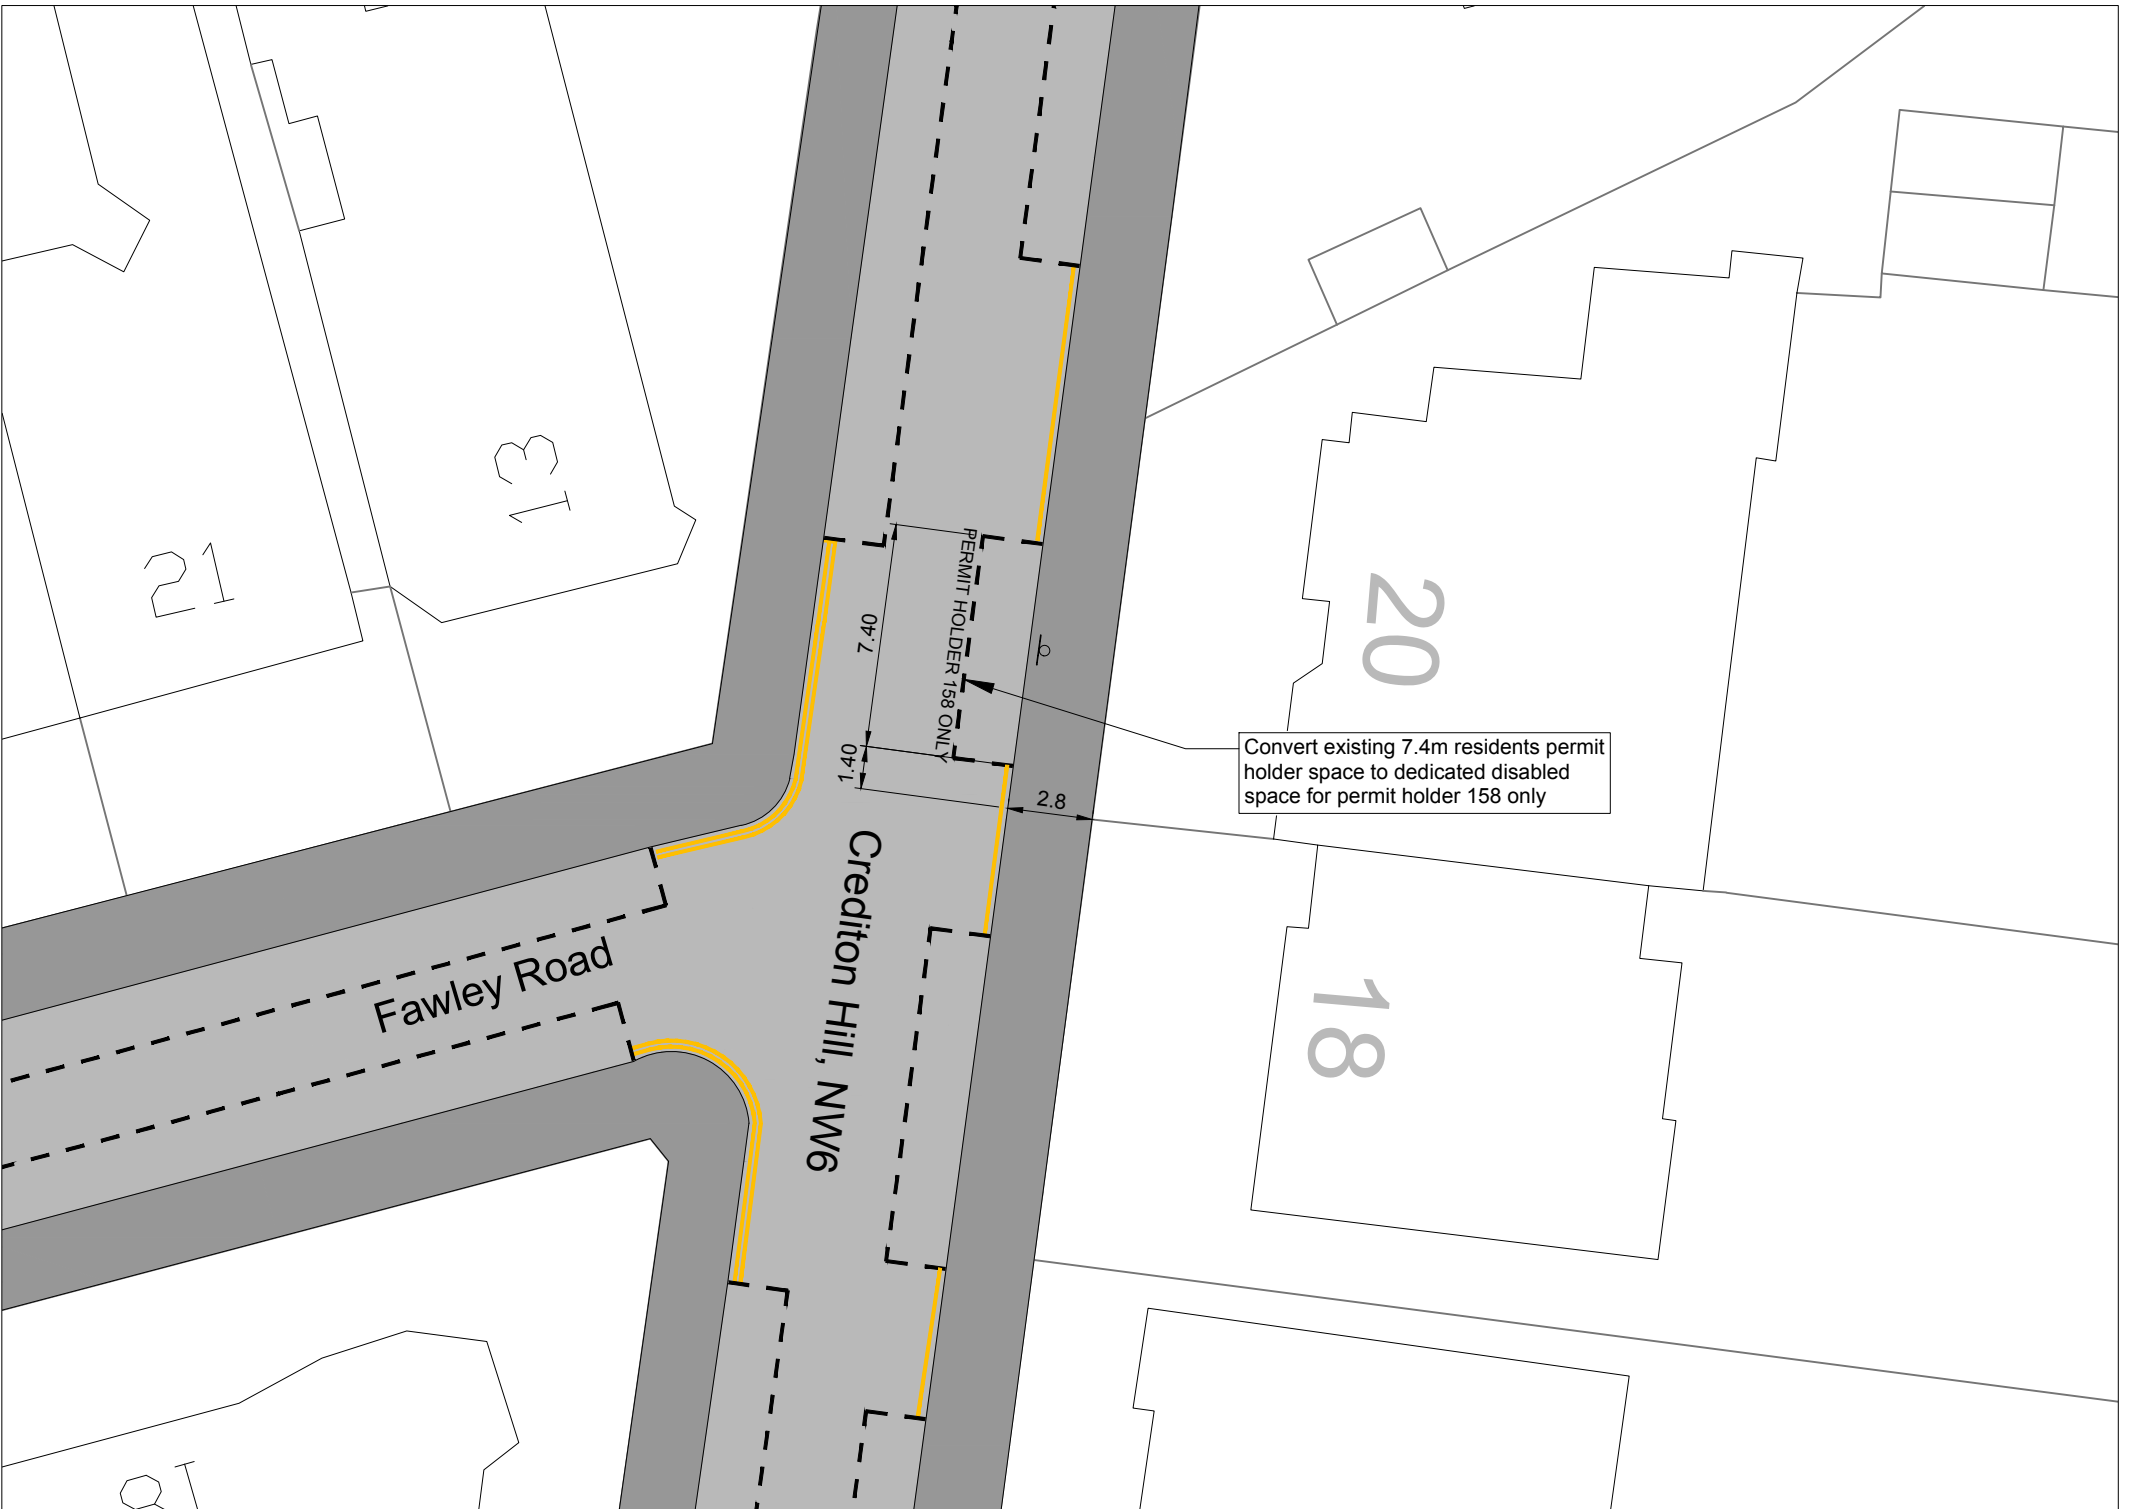 13
21
PERMIT HOLDER 158 ONLY
7.40
20
Convert existing 7.4m residents permit
holder space to dedicated disabled
space for permit holder 158 only
1.40
2.8
Crediton Hill, NW6
Fawley Road
18